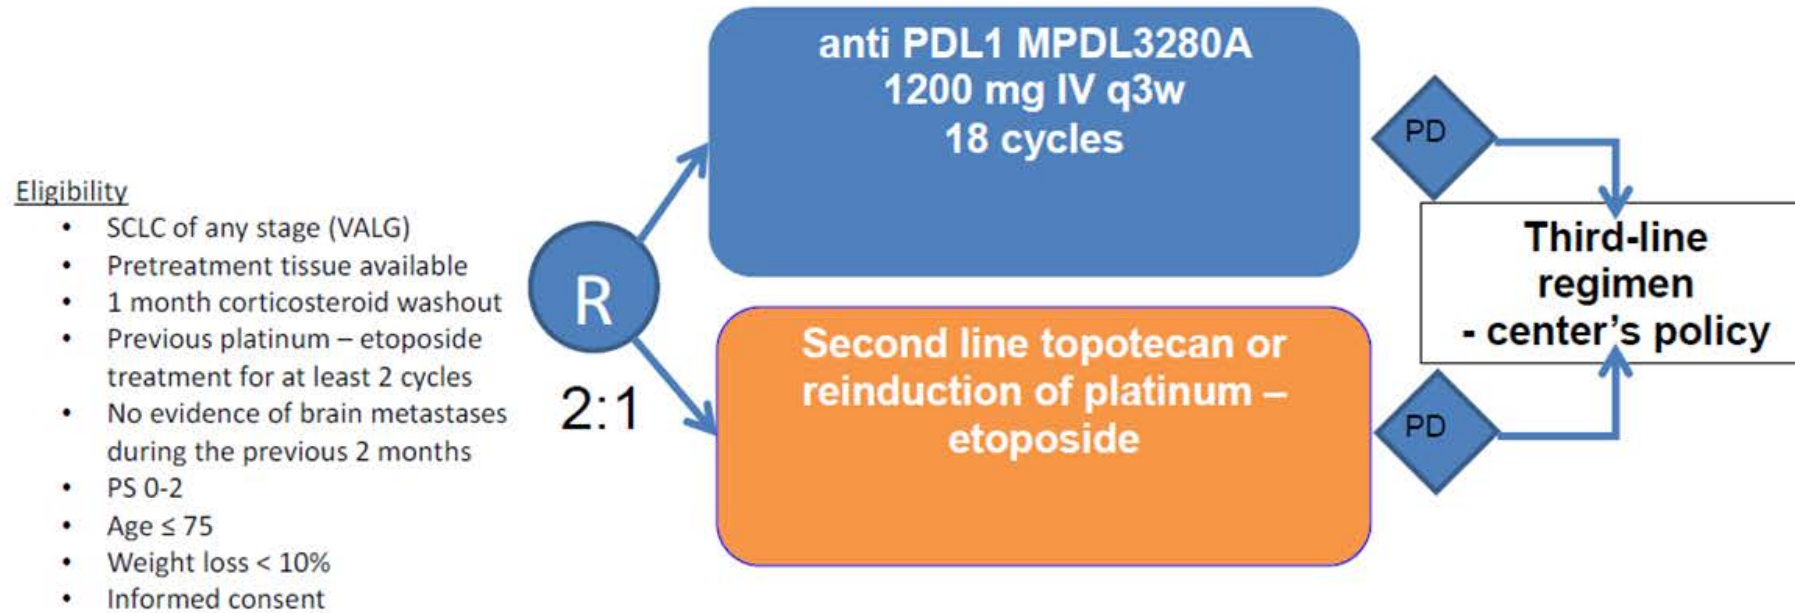 Eligibility
• SCLC of any stage (VALG)
• Pretreatment tissue available
• 1 month corticosteroid washout
• Previous platinum – etoposide
treatment for at least 2 cycles
• No evidence of brain metastases
during the previous 2 months
• PS 0-2
• Age ≤ 75
• Weight loss < 10%
• Informed consent
R
2:1
anti PDL1 MPDL3280A
1200 mg IV q3w
18 cycles
Second line topotecan or
reinduction of platinum –
etoposide
PD
PD
Third-line
regimen
- center's policy